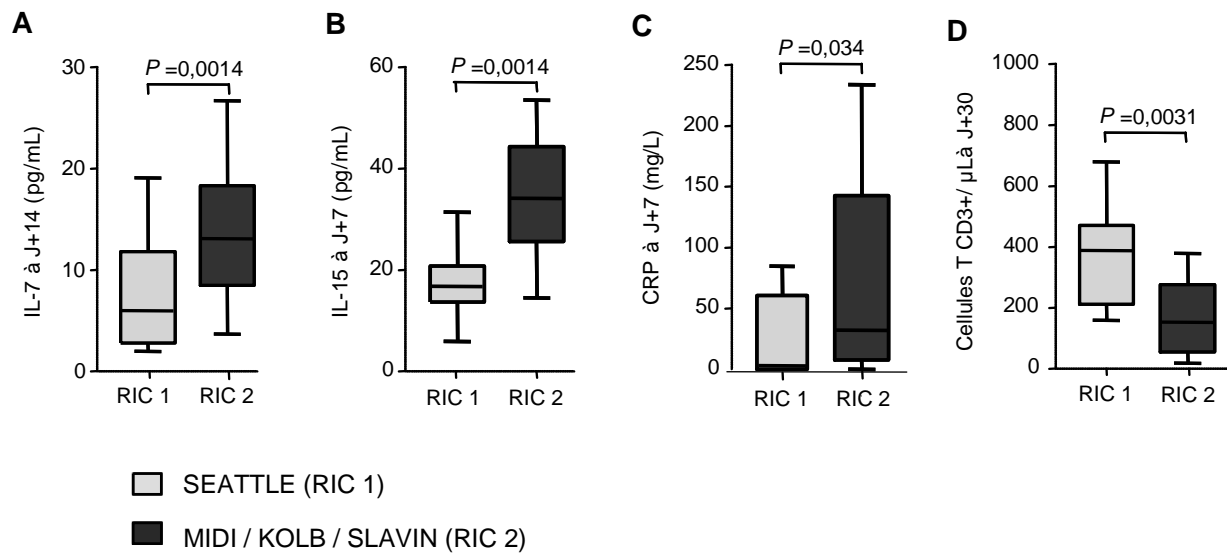 A
P =0,0014
IL-7 à J+14 (pg/mL)
30
20
10
0
RIC 1
RIC 2
B
P =0,0014
IL-15 à J+7 (pg/mL)
60
40
20
0
RIC 1
RIC 2
C
P =0,034
CRP à J+7 (mg/L)
250
200
150
100
50
0
RIC 1
RIC 2
D
P =0,0031
Cellules T CD3+/ µLà J+30
1000
800
600
400
200
0
RIC 1
RIC 2
SEATTLE (RIC 1)
MIDI / KOLB / SLAVIN (RIC 2)